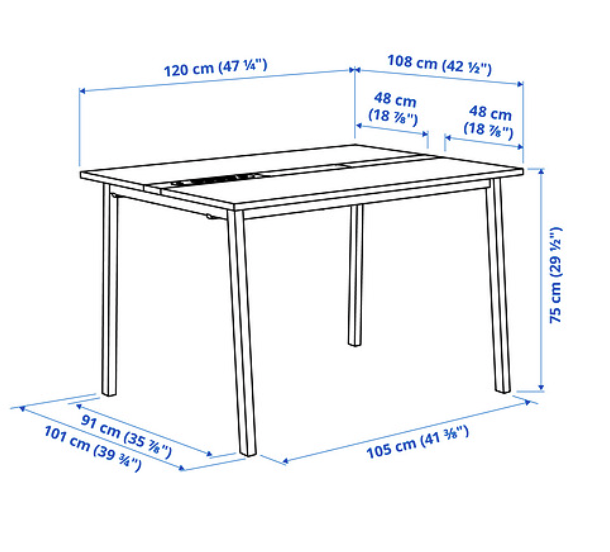 120 cm (47 ¼")
108 cm (42 ½")
48 cm
(18 ⅞")
48 cm
(18 ⅞")
75 cm (29 ½")
91 cm (35 ⅞")
101 cm (39 ¾")
105 cm (41 ⅜")